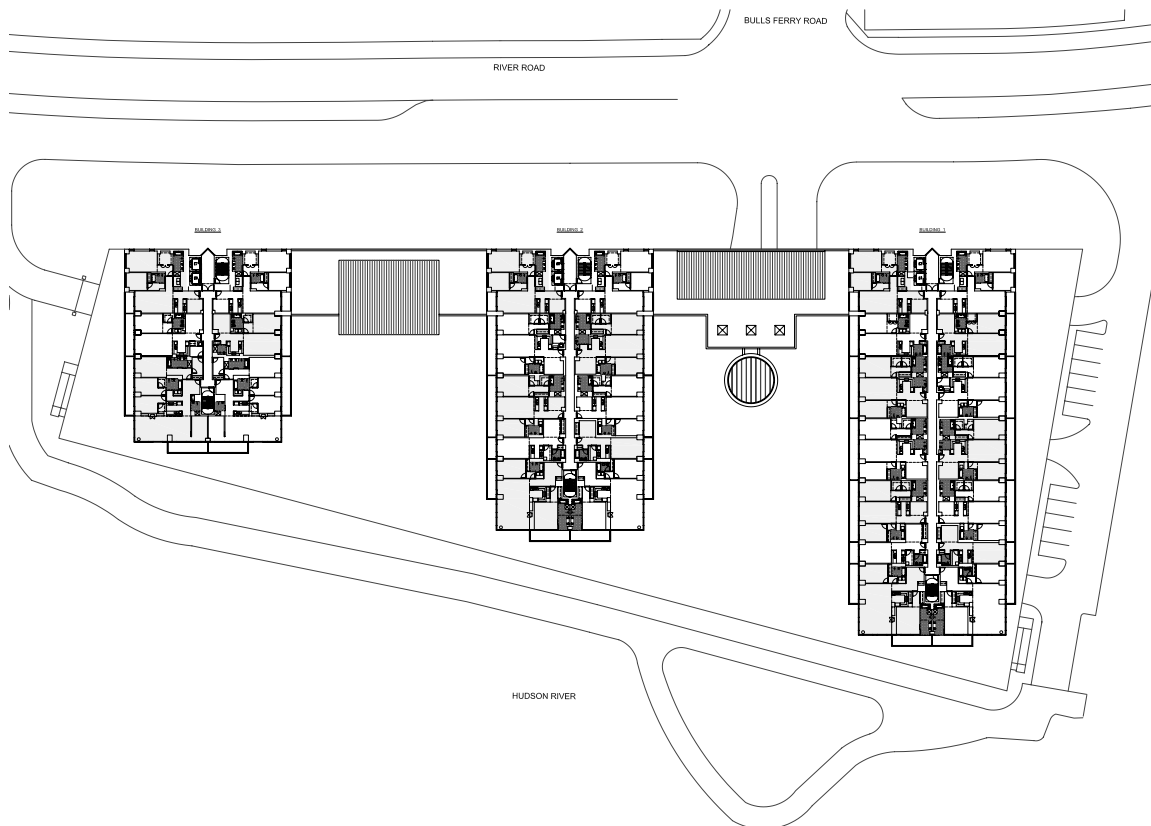 BULLS FERRY ROAD
RIVER ROAD
BUILDING 3
BUILDING 2
BUILDING 1
HUDSON RIVER